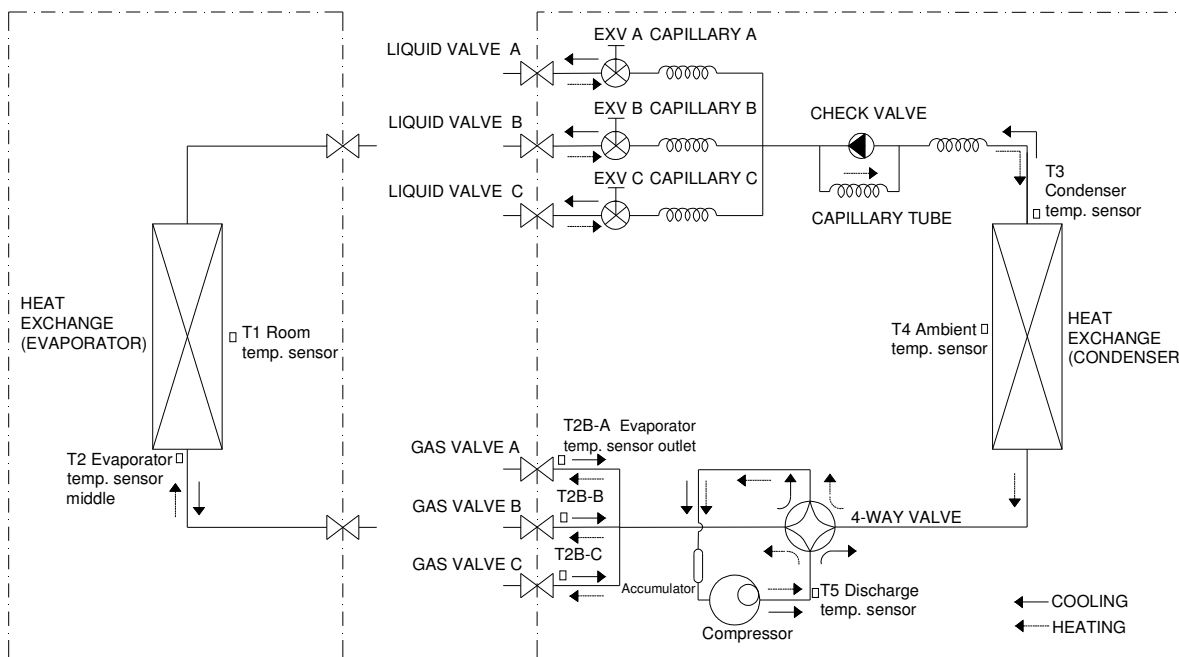 LIQUID VALVE A
EXV A CAPILLARY A
LIQUID VALVE B
EXV B CAPILLARY B
CHECK VALVE
LIQUID VALVE C
EXV C CAPILLARY C
CAPILLARY TUBE
T3
Condenser
temp. sensor
HEAT
EXCHANGE
(EVAPORATOR)
T1 Room
temp. sensor
T4 Ambient
temp. sensor
HEAT
EXCHANGE
(CONDENSER
T2 Evaporator
temp. sensor
middle
GAS VALVE A
T2B-A Evaporator
temp. sensor outlet
GAS VALVE B
T2B-B
4-WAY VALVE
GAS VALVE C
T2B-C
Accumulator
Compressor
T5 Discharge
temp. sensor
COOLING
HEATING